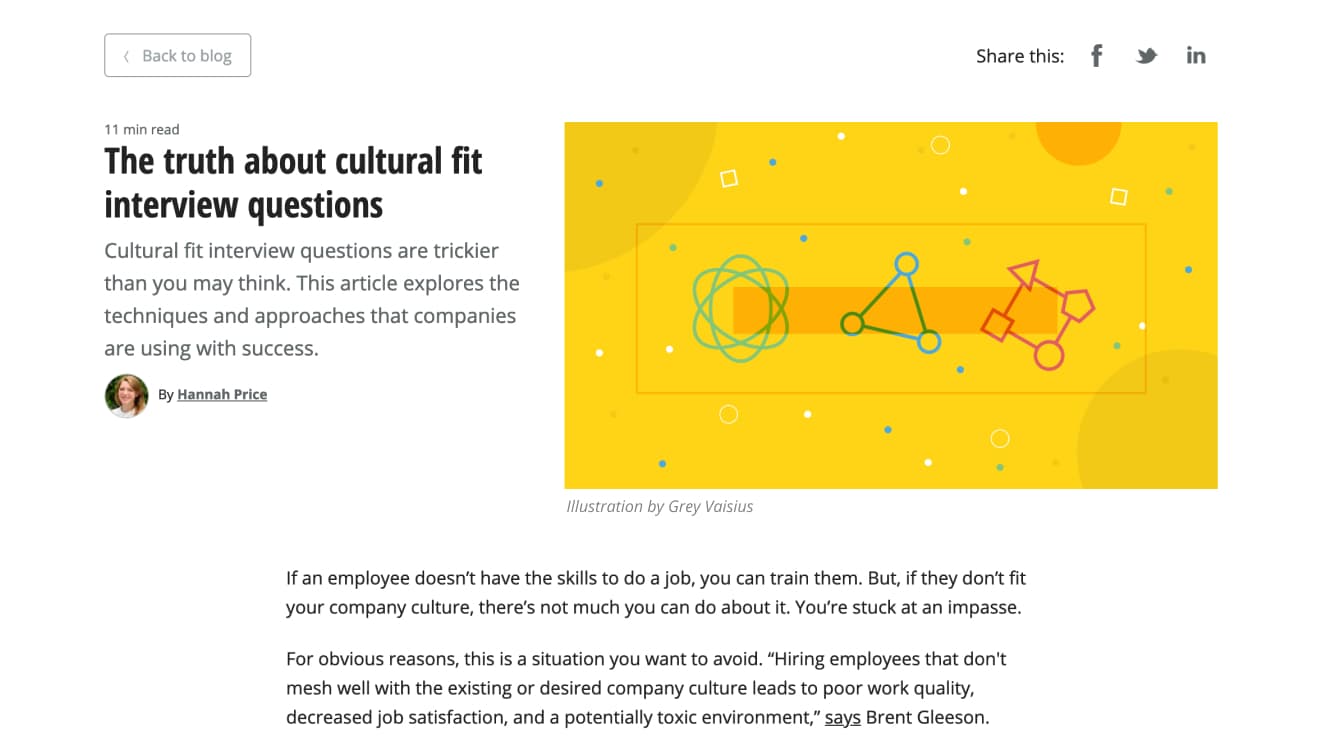 Back to blog
Share this:
11 min read
The truth about cultural fit
interview questions
Cultural fit interview questions are trickier
than you may think. This article explores the
techniques and approaches that companies
are using with success.
By Hannah Price
Illustration by Grey Vaisius
If an employee doesn’t have the skills to do a job, you can train them. But, if they don’t fit
your company culture, there’s not much you can do about it. You’re stuck at an impasse.
For obvious reasons, this is a situation you want to avoid. “Hiring employees that don't
mesh well with the existing or desired company culture leads to poor work quality,
decreased job satisfaction, and a potentially toxic environment,” says Brent Gleeson.